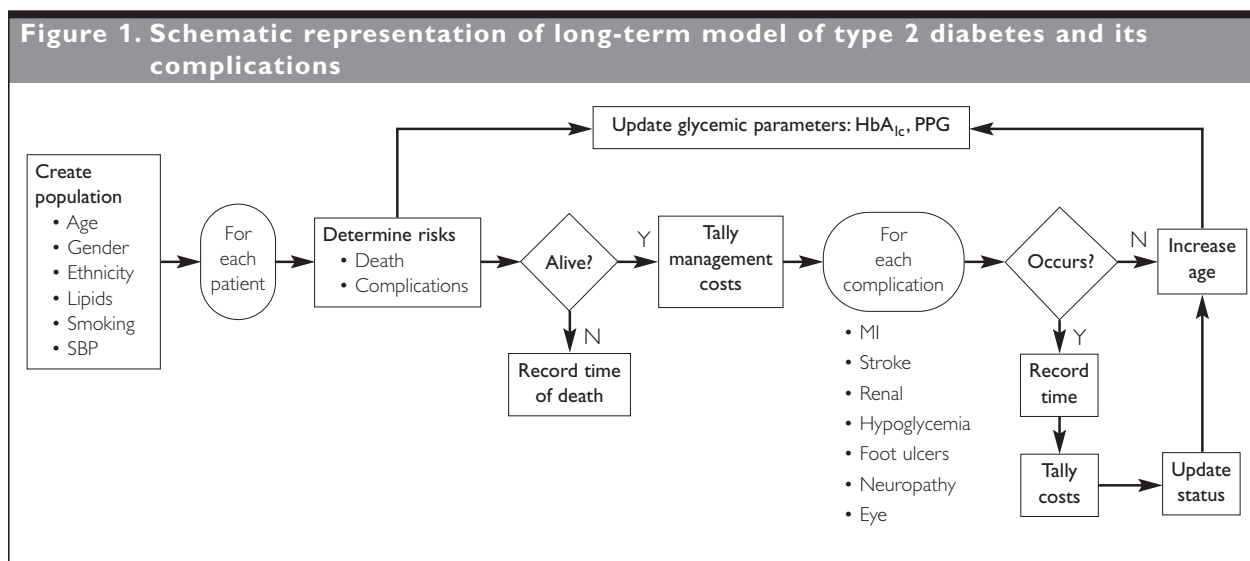 Figure 1. Schematic representation of long-term model of type 2 diabetes and its
complications
Update glycemic parameters: HbA1c, PPG
Create
population
• Age
• Gender
• Ethnicity
• Lipids
• Smoking
• SBP
For
each
patient
Determine risks
• Death
• Complications
Alive?
Y
N
Record time
of death
Tally
management
costs
For
each
complication
• MI
• Stroke
• Renal
• Hypoglycemia
• Foot ulcers
• Neuropathy
• Eye
Occurs?
N
Y
Record
time
Tally
costs
Update
status
Increase
age